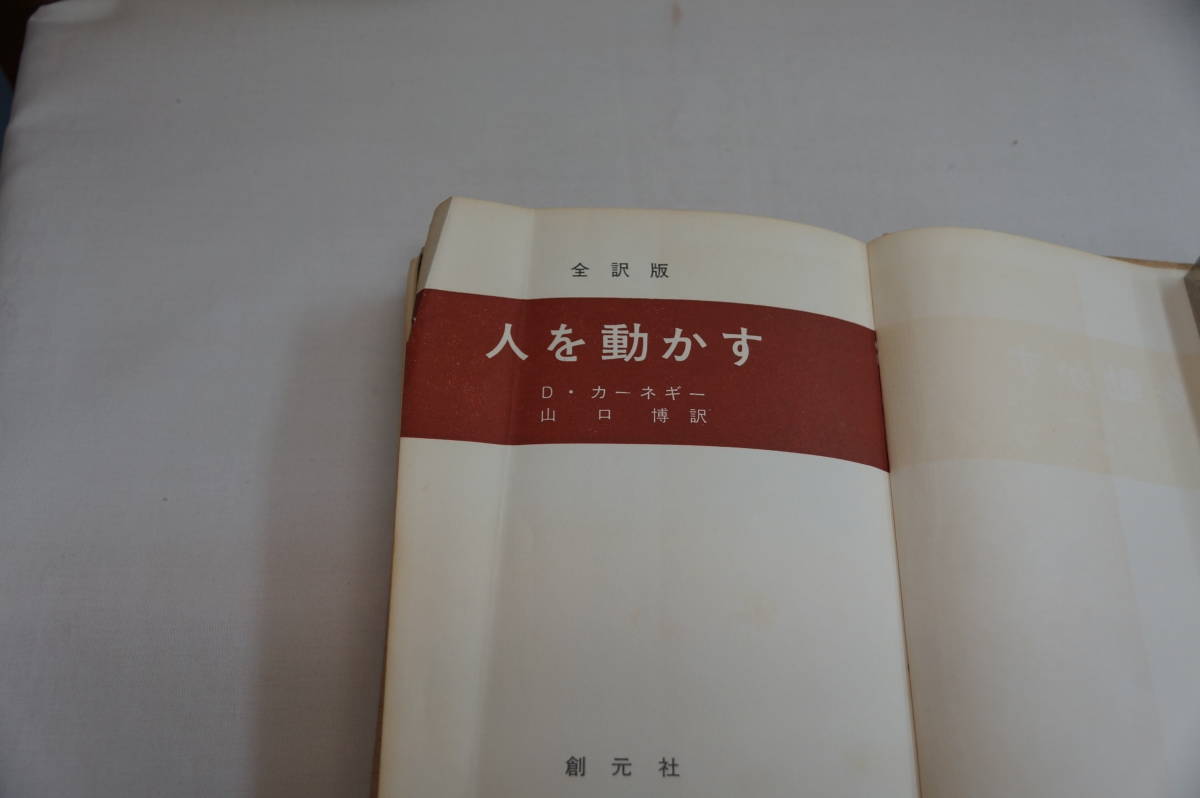 全訳版
人を動かす
D・カーネギー
山口博訳
創元社